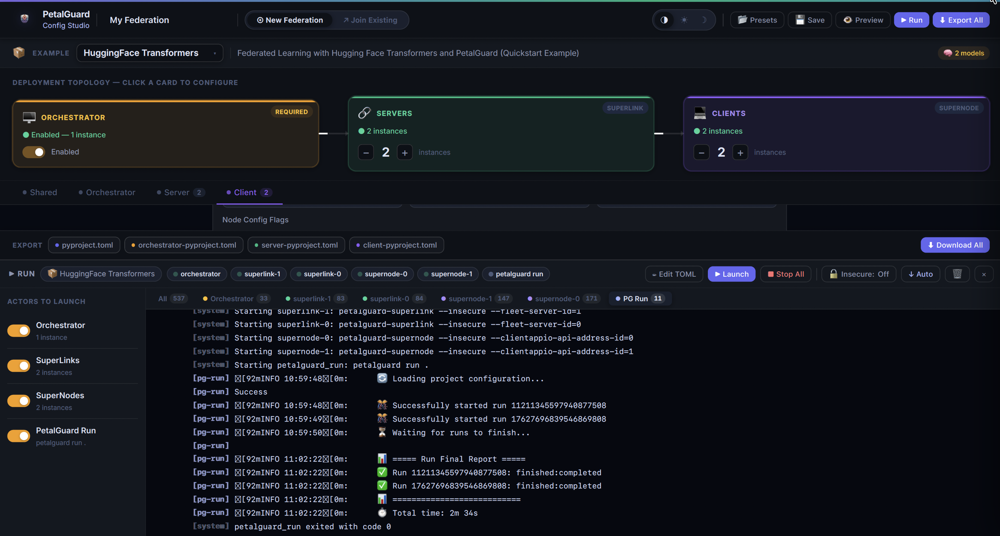 PetalGuard
Config Studio
My Federation
New Federation
Join Existing
Presets
Save
Preview
Run
Export All
EXAMPLE
HuggingFace Transformers
Federated Learning with Hugging Face Transformers and PetalGuard (Quickstart Example)
2 models
DEPLOYMENT TOPOLOGY — CLICK A CARD TO CONFIGURE
ORCHESTRATOR
REQUIRED
Enabled — 1 instance
Enabled
SERVERS
SUPERLINK
2 instances
− 2 + instances
CLIENTS
SUPERNODE
2 instances
− 2 + instances
Shared
Orchestrator
Server 2
Client 2
Node Config Flags
EXPORT
pyproject.toml
orchestrator-pyproject.toml
server-pyproject.toml
client-pyproject.toml
Download All
RUN
HuggingFace Transformers
orchestrator
superlink-1
superlink-0
supernode-0
supernode-1
petalguard run
Edit TOML
Launch
Stop All
Insecure: Off
↓ Auto
×
ACTORS TO LAUNCH
Orchestrator
1 instance
SuperLinks
2 instances
SuperNodes
2 instances
PetalGuard Run
petalguard run .
All 537
Orchestrator 33
superlink-1 83
superlink-0 84
supernode-1 147
supernode-0 171
PG Run 11
[system] Starting superlink-1: petalguard-superlink --insecure --fleet-server-id=1
[system] Starting superlink-0: petalguard-superlink --insecure --fleet-server-id=0
[system] Starting supernode-0: petalguard-supernode --insecure --clientappio-api-address-id=0
[system] Starting supernode-1: petalguard-supernode --insecure --clientappio-api-address-id=1
[system] Starting petalguard_run: petalguard run .
[pg-run] [92mINFO 10:59:48[0m: 🔄 Loading project configuration...
[pg-run] Success
[pg-run] [92mINFO 10:59:48[0m: 🎊 Successfully started run 11211345597940877508
[pg-run] [92mINFO 10:59:49[0m: 🎊 Successfully started run 17627696839546869808
[pg-run] [92mINFO 10:59:50[0m: ⏳ Waiting for runs to finish...
[pg-run]
[pg-run] [92mINFO 11:02:22[0m: 📊 ===== Run Final Report =====
[pg-run] [92mINFO 11:02:22[0m: ✅ Run 11211345597940877508: finished:completed
[pg-run] [92mINFO 11:02:22[0m: ✅ Run 17627696839546869808: finished:completed
[pg-run] [92mINFO 11:02:22[0m: 📊 ===========================
[pg-run] [92mINFO 11:02:22[0m: ⏱ Total time: 2m 34s
[system] petalguard_run exited with code 0